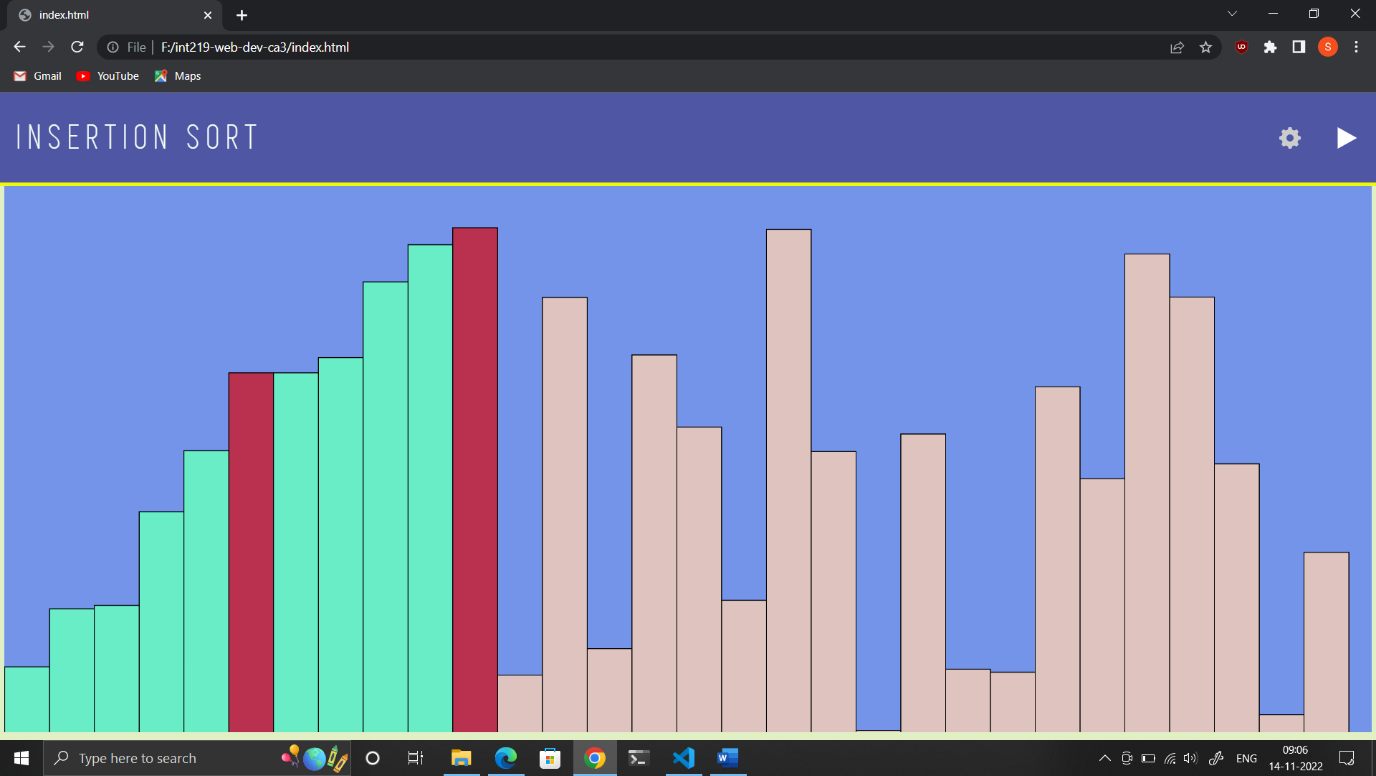 index.html
File | F:/int219-web-dev-ca3/index.html
S
Gmail YouTube Maps
INSERTION SORT
Type here to search
ENG
09:06
14-11-2022